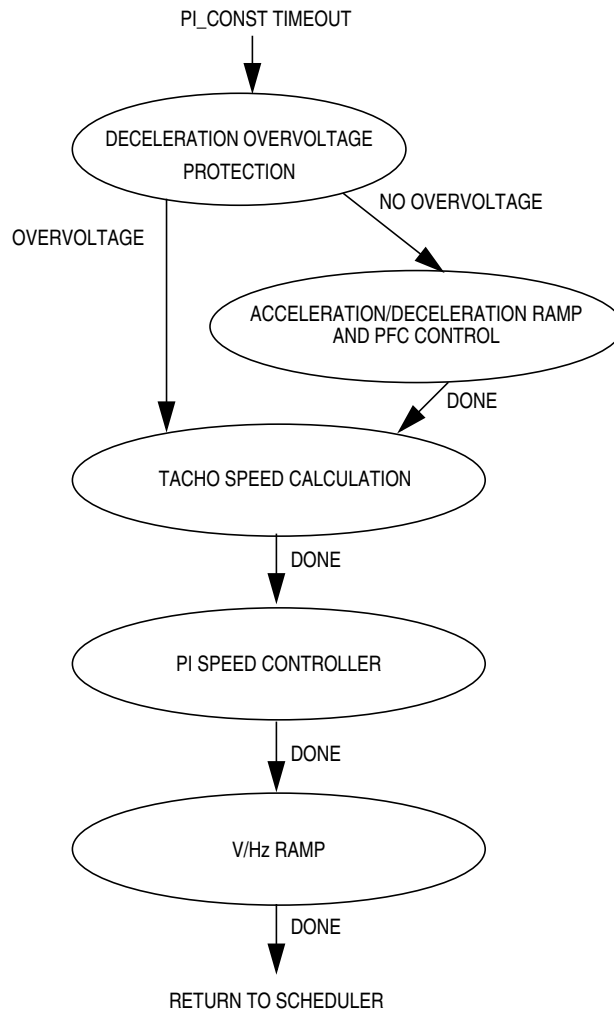 PI_CONST TIMEOUT
DECELERATION OVERVOLTAGE
PROTECTION
NO OVERVOLTAGE
OVERVOLTAGE
ACCELERATION/DECELERATION RAMP
AND PFC CONTROL
DONE
TACHO SPEED CALCULATION
DONE
PI SPEED CONTROLLER
DONE
V/Hz RAMP
DONE
RETURN TO SCHEDULER